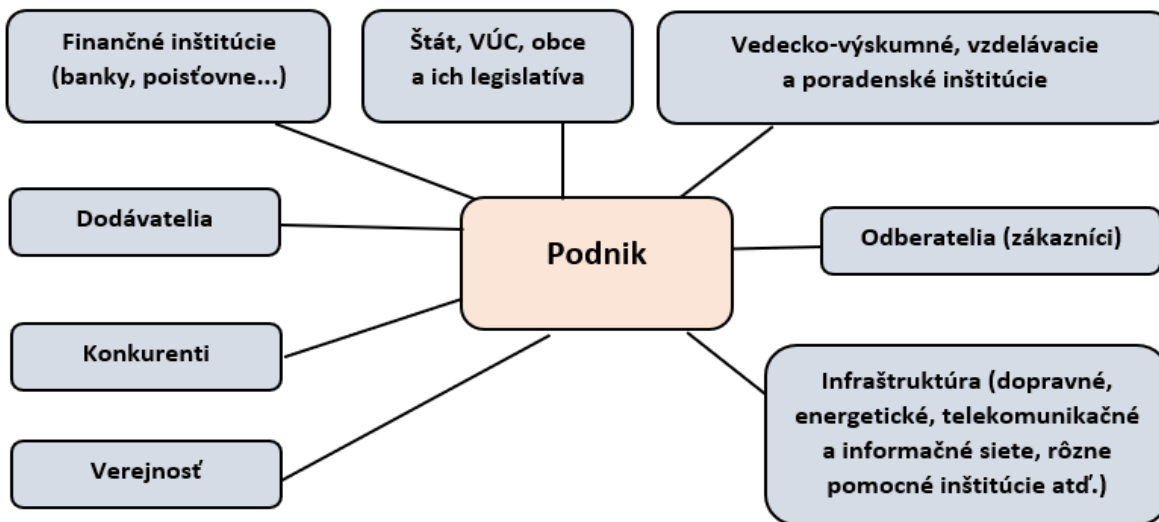 Finančné inštitúcie
(banky, poisťovne...)
Štát, VÚC, obce
a ich legislatíva
Vedecko-výskumné, vzdelávacie
a poradenské inštitúcie
Dodávatelia
Podnik
Odberatelia (zákazníci)
Konkurenti
Infraštruktúra (dopravné,
energetické, telekomunikačné
a informačné siete, rôzne
pomocné inštitúcie atď.)
Verejnosť